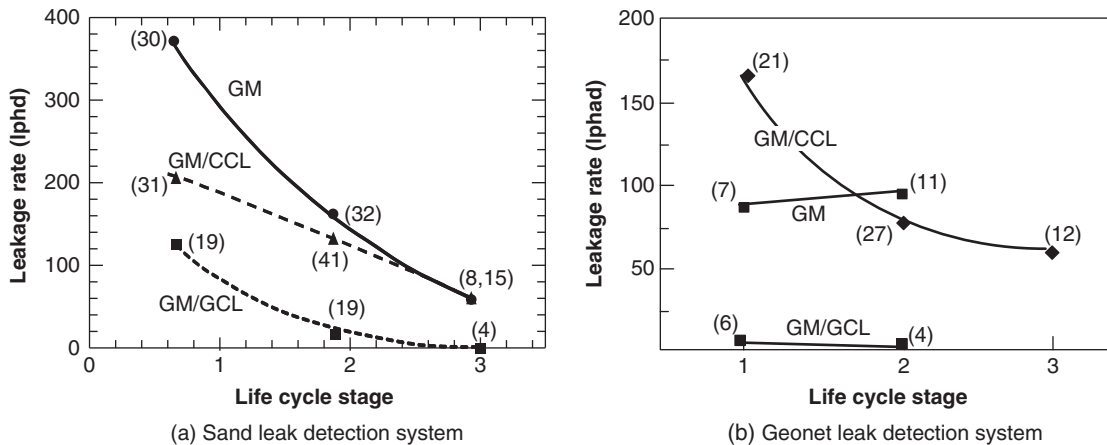 400
300
200
100
0
Leakage rate (lphd)
(30)
GM
GM/CCL
(31)
(32)
(41)
(19)
GM/GCL
(19)
(8,15)
(4)
0 1 2 3
Life cycle stage
(a) Sand leak detection system
200
150
100
50
Leakage rate (lphad)
(21)
GM/CCL
(7)
(11)
GM
(27)
(12)
(6)
GM/GCL
(4)
1 2 3
Life cycle stage
(b) Geonet leak detection system